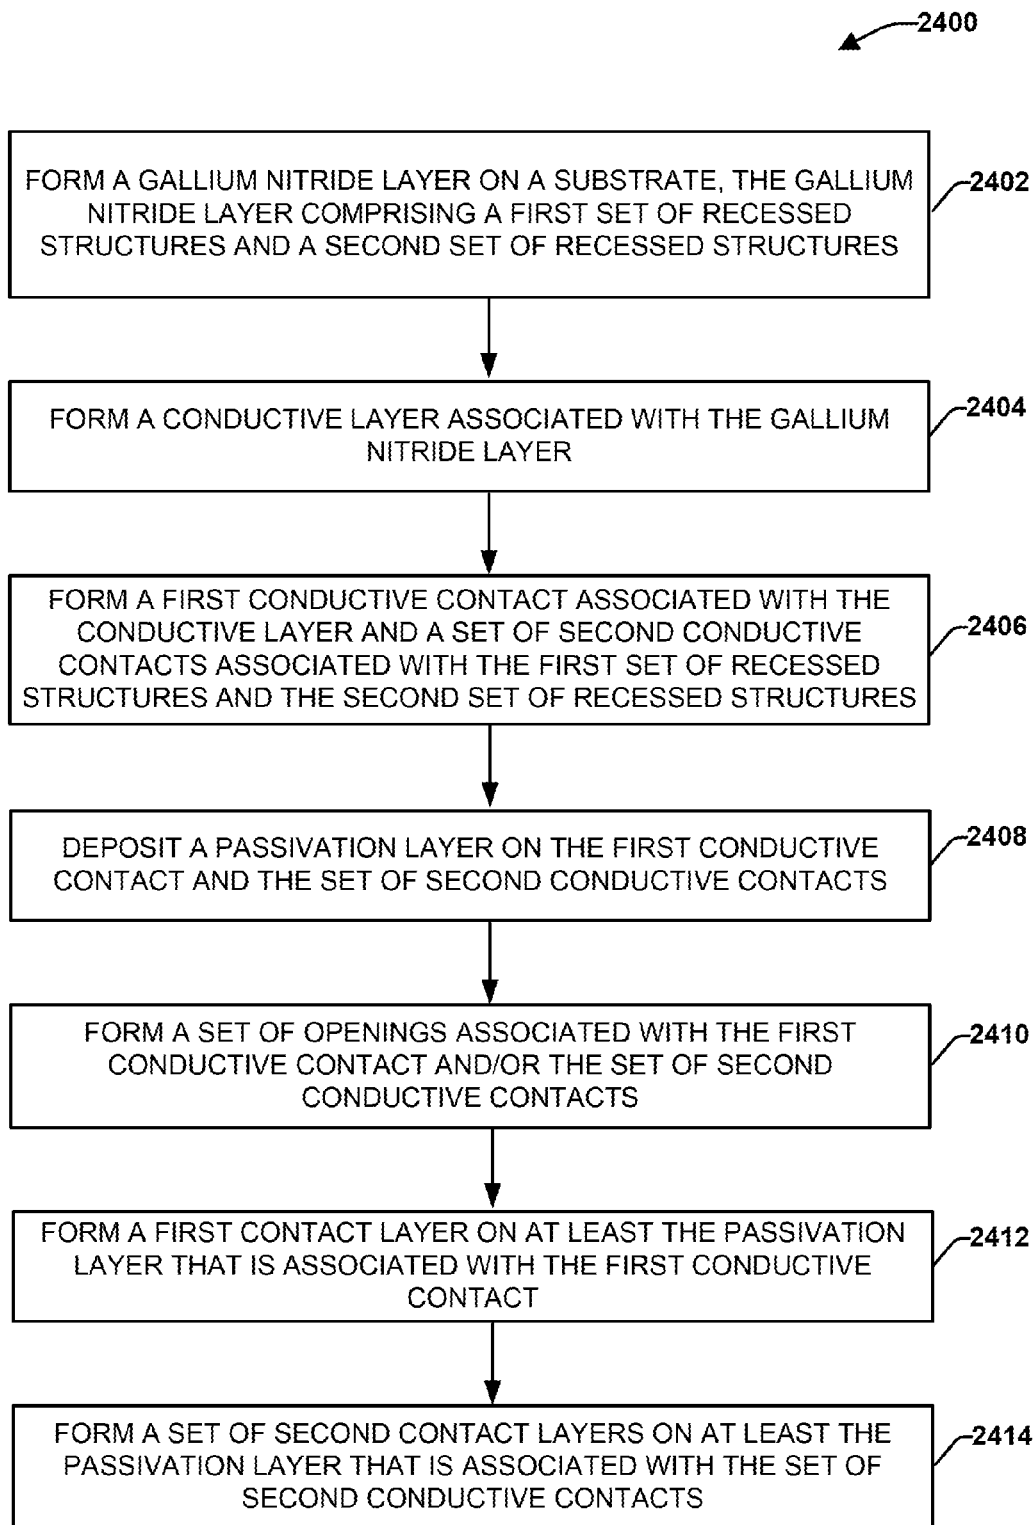 2400
FORM A GALLIUM NITRIDE LAYER ON A SUBSTRATE, THE GALLIUM
NITRIDE LAYER COMPRISING A FIRST SET OF RECESSED
STRUCTURES AND A SECOND SET OF RECESSED STRUCTURES
2402
FORM A CONDUCTIVE LAYER ASSOCIATED WITH THE GALLIUM
NITRIDE LAYER
2404
FORM A FIRST CONDUCTIVE CONTACT ASSOCIATED WITH THE
CONDUCTIVE LAYER AND A SET OF SECOND CONDUCTIVE
CONTACTS ASSOCIATED WITH THE FIRST SET OF RECESSED
STRUCTURES AND THE SECOND SET OF RECESSED STRUCTURES
2406
DEPOSIT A PASSIVATION LAYER ON THE FIRST CONDUCTIVE
CONTACT AND THE SET OF SECOND CONDUCTIVE CONTACTS
2408
FORM A SET OF OPENINGS ASSOCIATED WITH THE FIRST
CONDUCTIVE CONTACT AND/OR THE SET OF SECOND
CONDUCTIVE CONTACTS
2410
FORM A FIRST CONTACT LAYER ON AT LEAST THE PASSIVATION
LAYER THAT IS ASSOCIATED WITH THE FIRST CONDUCTIVE
CONTACT
2412
FORM A SET OF SECOND CONTACT LAYERS ON AT LEAST THE
PASSIVATION LAYER THAT IS ASSOCIATED WITH THE SET OF
SECOND CONDUCTIVE CONTACTS
2414